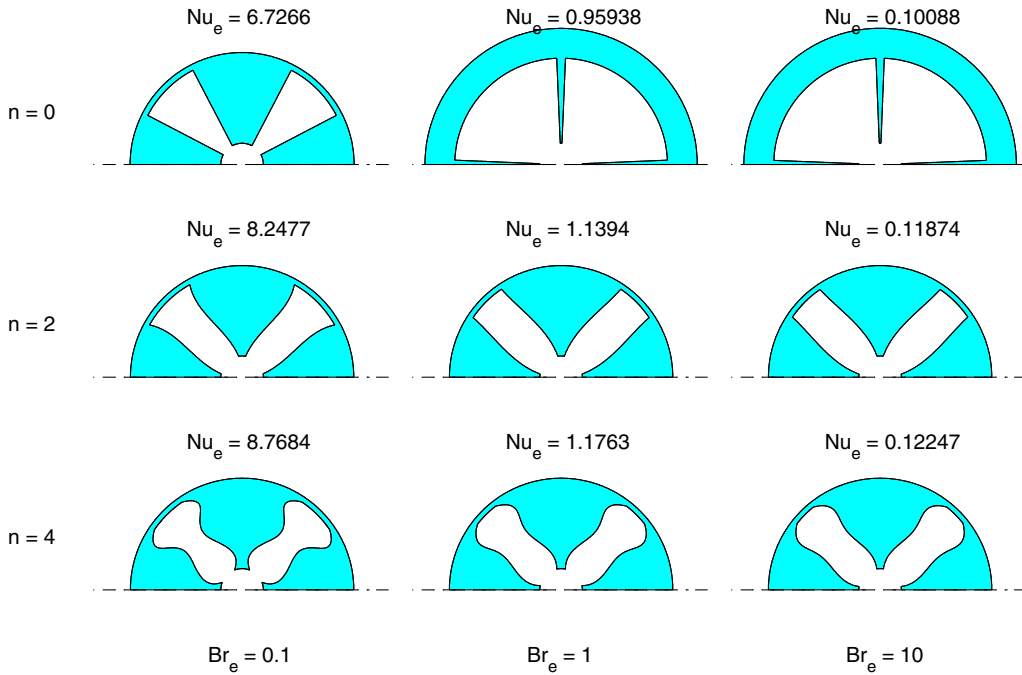 Nu_e = 6.7266 Nu_e = 0.95938 Nu_e = 0.10088
n = 0
Nu_e = 8.2477 Nu_e = 1.1394 Nu_e = 0.11874
n = 2
Nu_e = 8.7684 Nu_e = 1.1763 Nu_e = 0.12247
n = 4
Br_e = 0.1 Br_e = 1 Br_e = 10